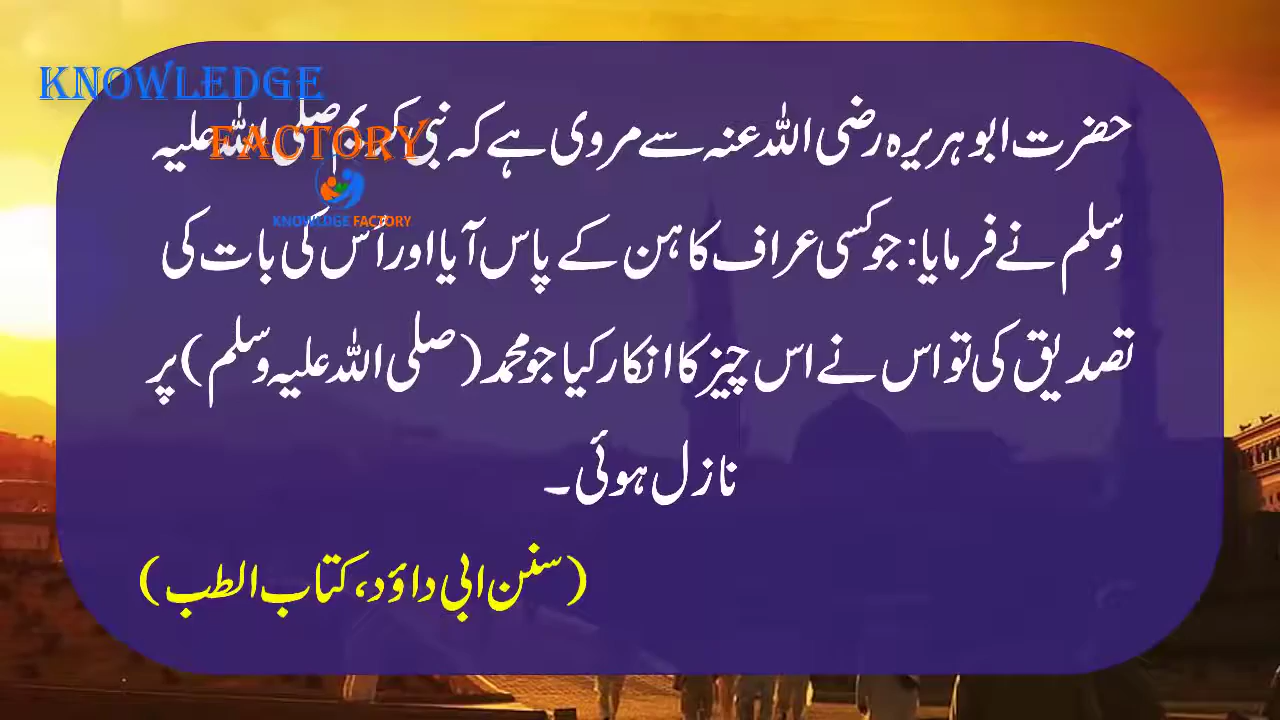 KNOWLEDGE
FACTORY
KNOWLEDGE FACTORY
حضرت ابو ہریرہ رضی اللہ عنہ سے مروی ہے کہ نبی کریم صلی اللہ علیہ
وسلم نے فرمایا: جو کسی عراف کاہن کے پاس آیا اور اُس کی بات کی
تصدیق کی تو اس نے اس چیز کا انکار کیا جو محمد (صلی اللہ علیہ وسلم) پر
نازل ہوئی۔
(سنن ابی داؤد، کتاب الطب)